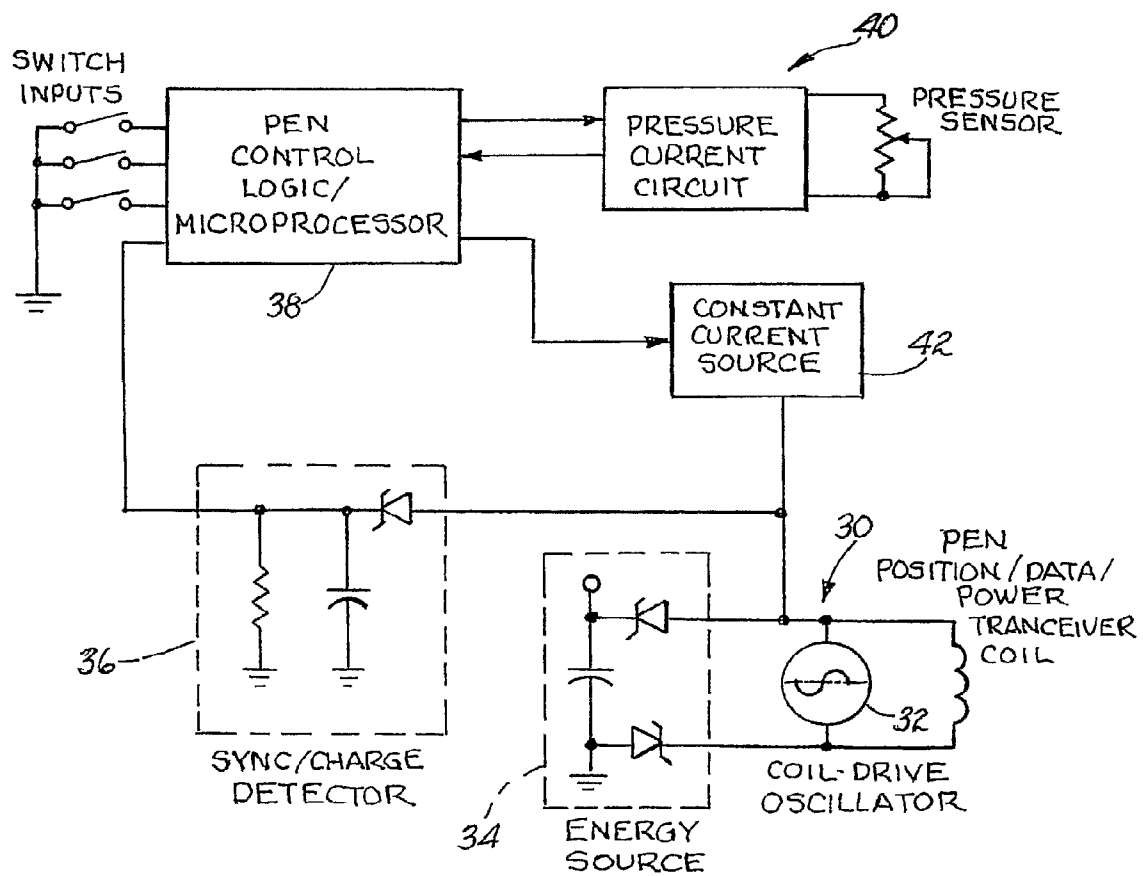 40
SWITCH
INPUTS
PEN
CONTROL
LOGIC/
MICROPROCESSOR
38
PRESSURE
CURRENT
CIRCUIT
PRESSURE
SENSOR
CONSTANT
CURRENT
SOURCE
42
36
SYNC/CHARGE
DETECTOR
34
ENERGY
SOURCE
30
PEN
POSITION/DATA/
POWER
TRANCEIVER
COIL
32
COIL-DRIVE
OSCILLATOR